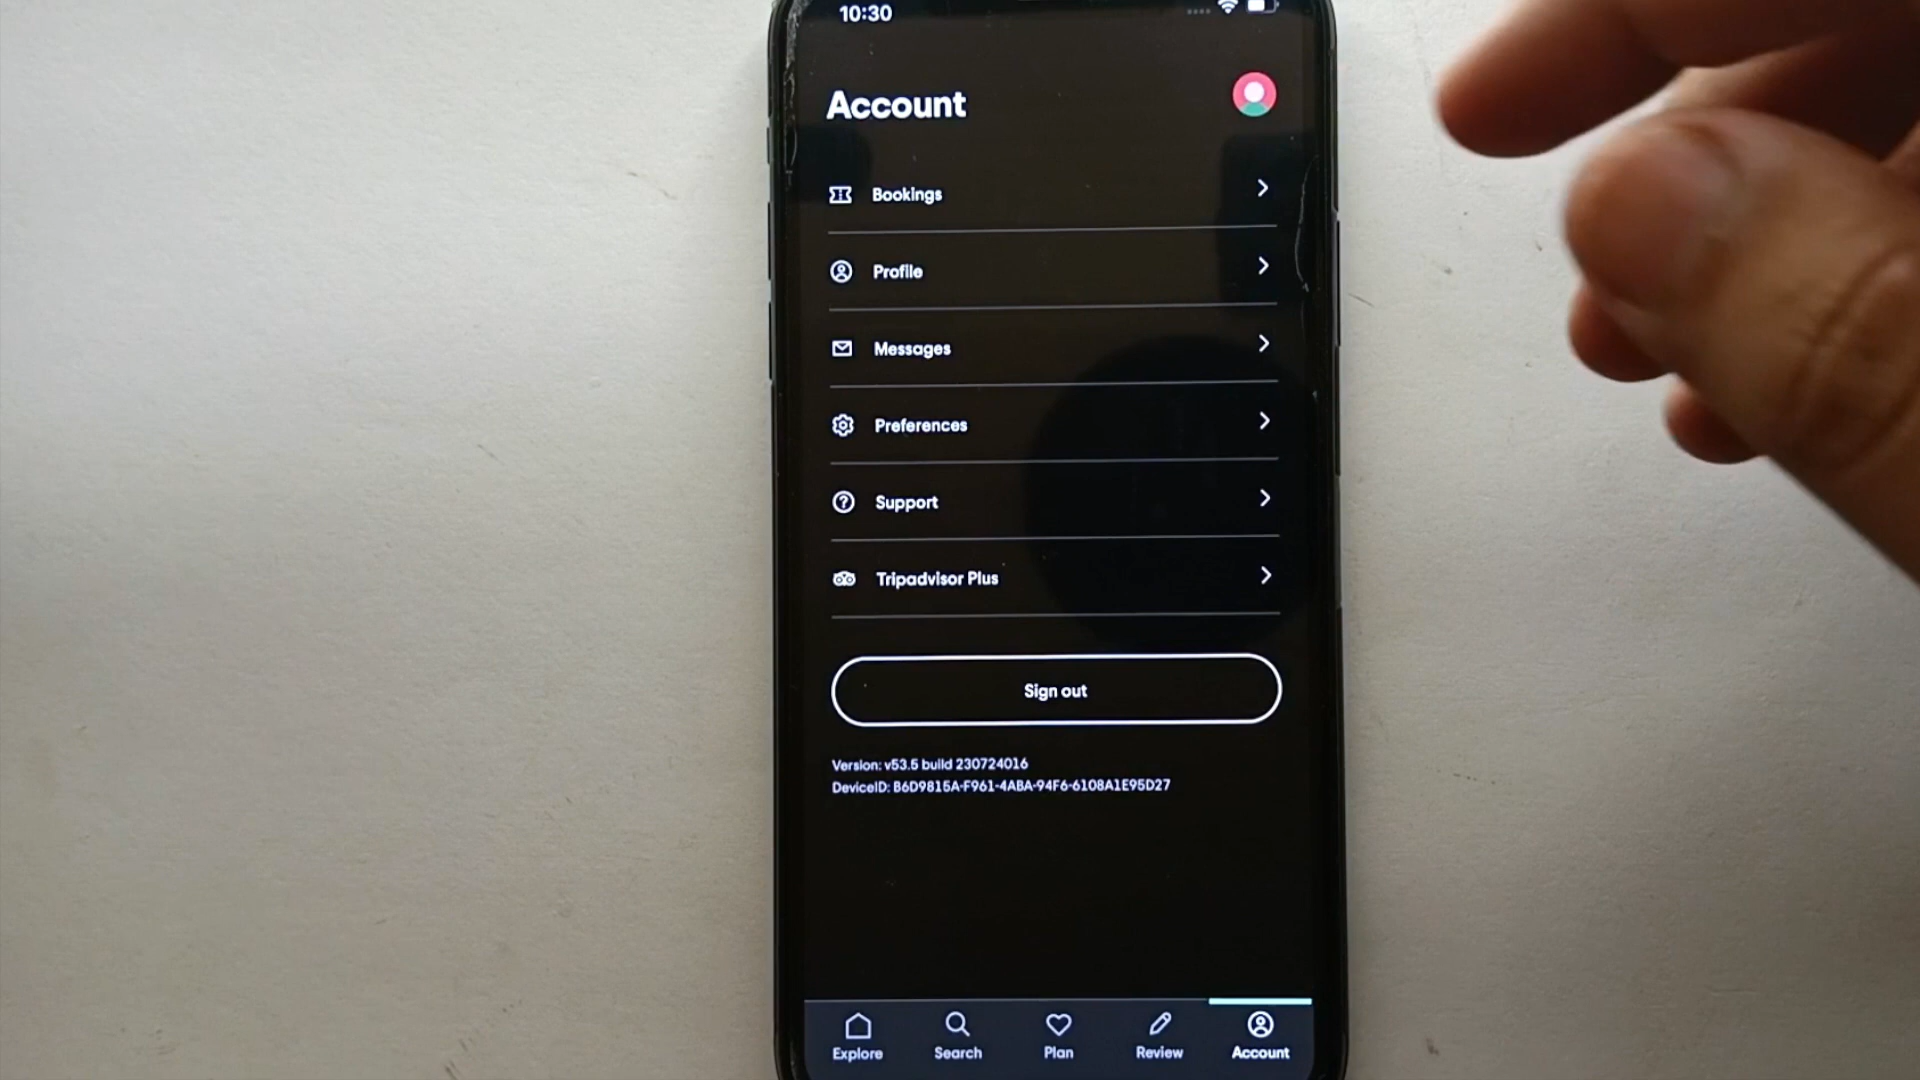 10:30
Account
Bookings
Profile
Messages
Preferences
Support
Tripadvisor Plus
Sign out
Version: v53.5 build 230724016
DeviceID: B6D9815A-F961-4ABA-94F6-6108A1E95D27
Explore Search Plan Review Account